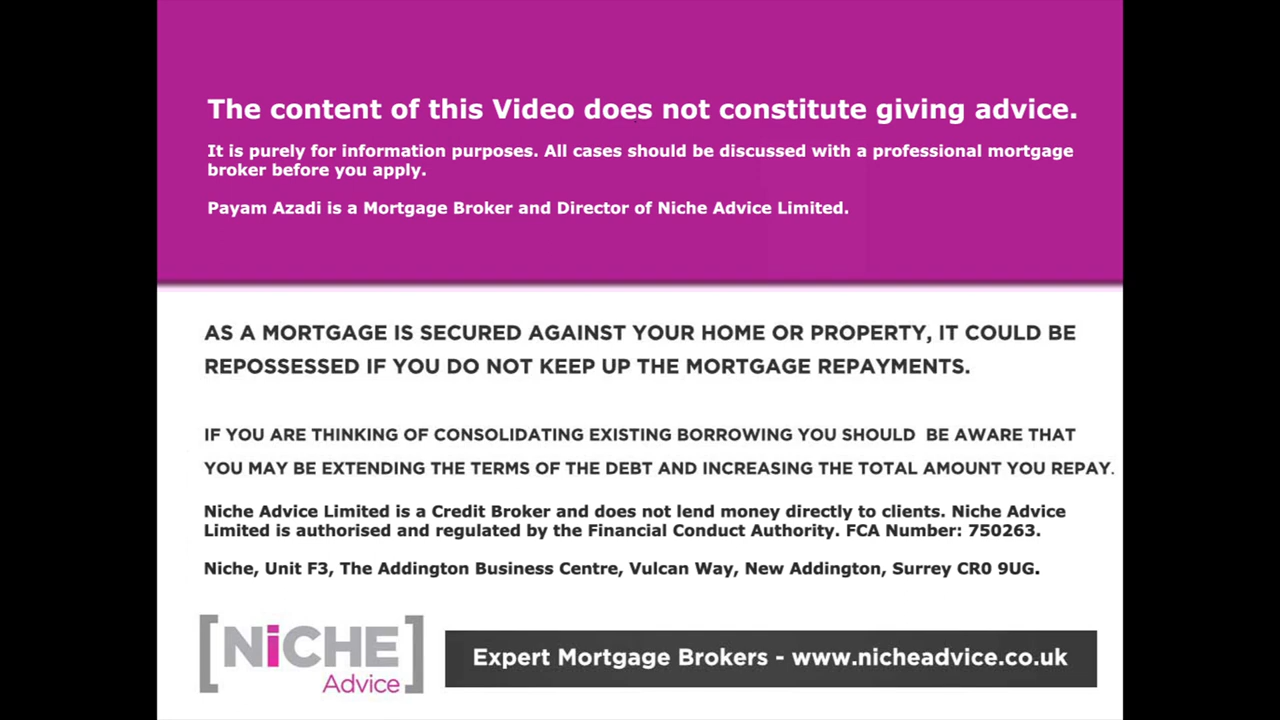 The content of this Video does not constitute giving advice.
It is purely for information purposes. All cases should be discussed with a professional mortgage
broker before you apply.
Payam Azadi is a Mortgage Broker and Director of Niche Advice Limited.
AS A MORTGAGE IS SECURED AGAINST YOUR HOME OR PROPERTY, IT COULD BE
REPOSSESSED IF YOU DO NOT KEEP UP THE MORTGAGE REPAYMENTS.
IF YOU ARE THINKING OF CONSOLIDATING EXISTING BORROWING YOU SHOULD BE AWARE THAT
YOU MAY BE EXTENDING THE TERMS OF THE DEBT AND INCREASING THE TOTAL AMOUNT YOU REPAY.
Niche Advice Limited is a Credit Broker and does not lend money directly to clients. Niche Advice
Limited is authorised and regulated by the Financial Conduct Authority. FCA Number: 750263.
Niche, Unit F3, The Addington Business Centre, Vulcan Way, New Addington, Surrey CR0 9UG.
[NiCHE]
Advice
Expert Mortgage Brokers - www.nicheadvice.co.uk